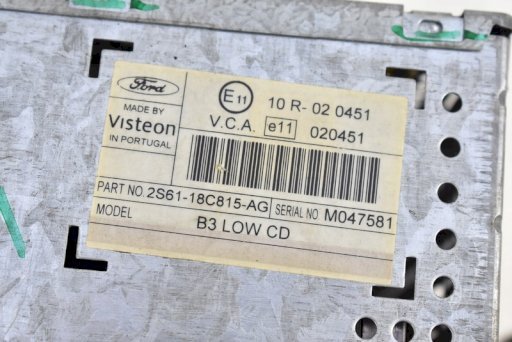 Ford
MADE BY
Visteon
IN PORTUGAL
E11 10 R- 02 0451
V.C.A. e11 020451
PART NO. 2S61-18C815-AG SERIAL NO M047581
MODEL B3 LOW CD